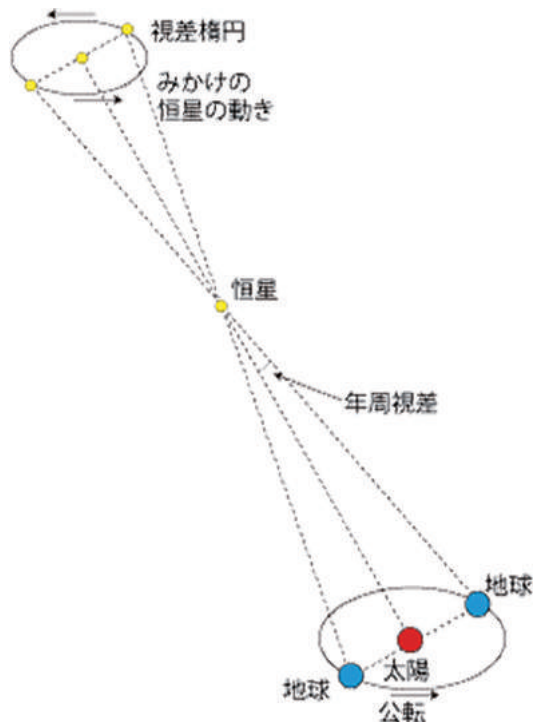 視差楕円
みかけの
恒星の動き
恒星
年周視差
地球
太陽
地球
公転